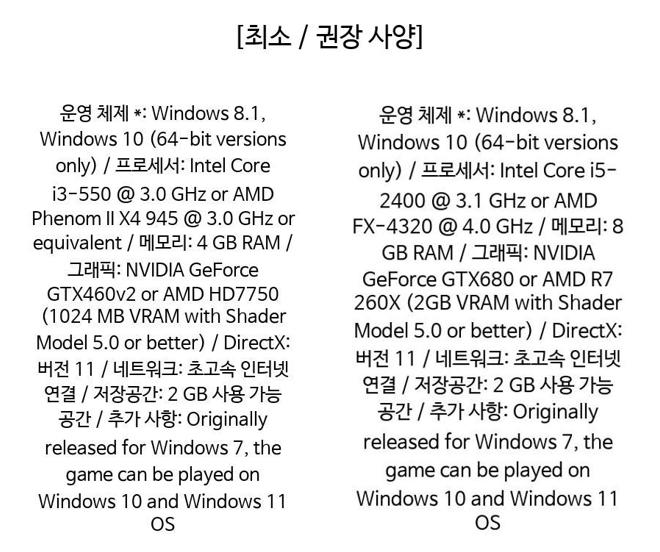 [최소 / 권장 사양]
운영 체제 *: Windows 8.1,
Windows 10 (64-bit versions
only) / 프로세서: Intel Core
i3-550 @ 3.0 GHz or AMD
Phenom II X4 945 @ 3.0 GHz or
equivalent / 메모리: 4 GB RAM /
그래픽: NVIDIA GeForce
GTX460v2 or AMD HD7750
(1024 MB VRAM with Shader
Model 5.0 or better) / DirectX:
버전 11 / 네트워크: 초고속 인터넷
연결 / 저장공간: 2 GB 사용 가능
공간 / 추가 사항: Originally
released for Windows 7, the
game can be played on
Windows 10 and Windows 11
OS
운영 체제 *: Windows 8.1,
Windows 10 (64-bit versions
only) / 프로세서: Intel Core i5-
2400 @ 3.1 GHz or AMD
FX-4320 @ 4.0 GHz / 메모리: 8
GB RAM / 그래픽: NVIDIA
GeForce GTX680 or AMD R7
260X (2GB VRAM with Shader
Model 5.0 or better) / DirectX:
버전 11 / 네트워크: 초고속 인터넷
연결 / 저장공간: 2 GB 사용 가능
공간 / 추가 사항: Originally
released for Windows 7, the
game can be played on
Windows 10 and Windows 11
OS